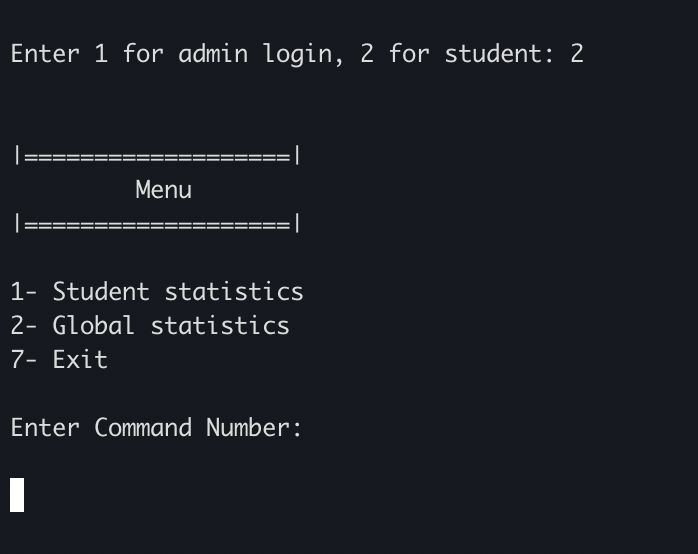 Enter 1 for admin login, 2 for student: 2
|===================|
Menu
|===================|
1- Student statistics
2- Global statistics
7- Exit
Enter Command Number: